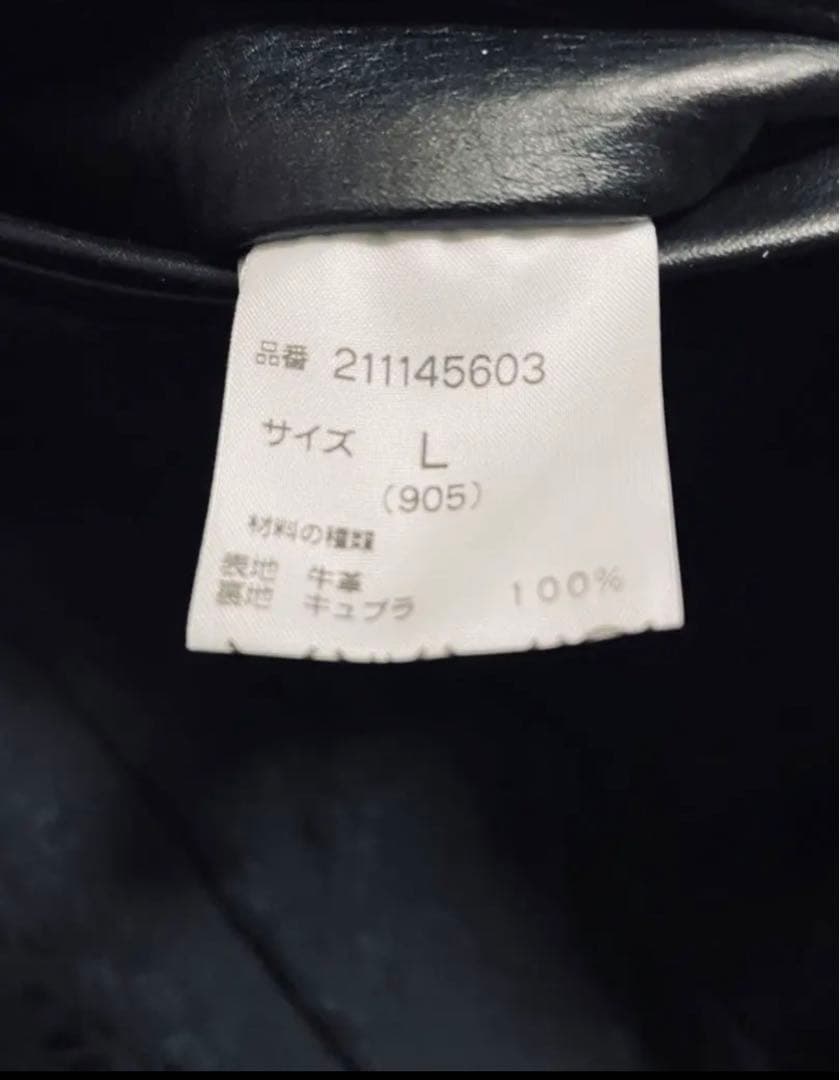 品番 211145603
サイズ L
(905)
材料の種類
表地 牛革
裏地 キュプラ 100%